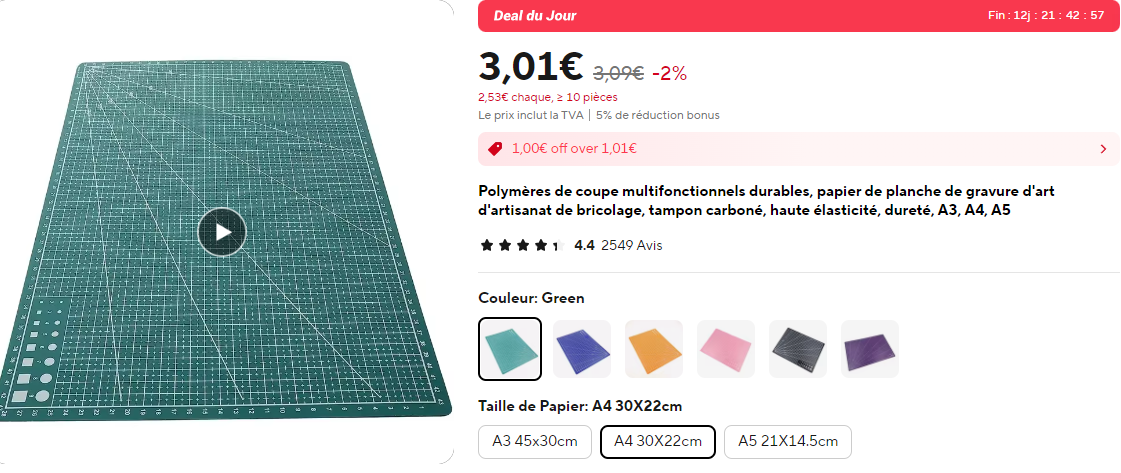 Deal du Jour
Fin : 12j : 21 : 42 : 57
3,01€ 3,09€ -2%
2,53€ chaque, ≥ 10 pièces
Le prix inclut la TVA | 5% de réduction bonus
1,00€ off over 1,01€
Polymères de coupe multifonctionnels durables, papier de planche de gravure d'art
d'artisanat de bricolage, tampon carboné, haute élasticité, dureté, A3, A4, A5
4.4 2549 Avis
Couleur: Green
Taille de Papier: A4 30X22cm
A3 45x30cm
A4 30X22cm
A5 21X14.5cm